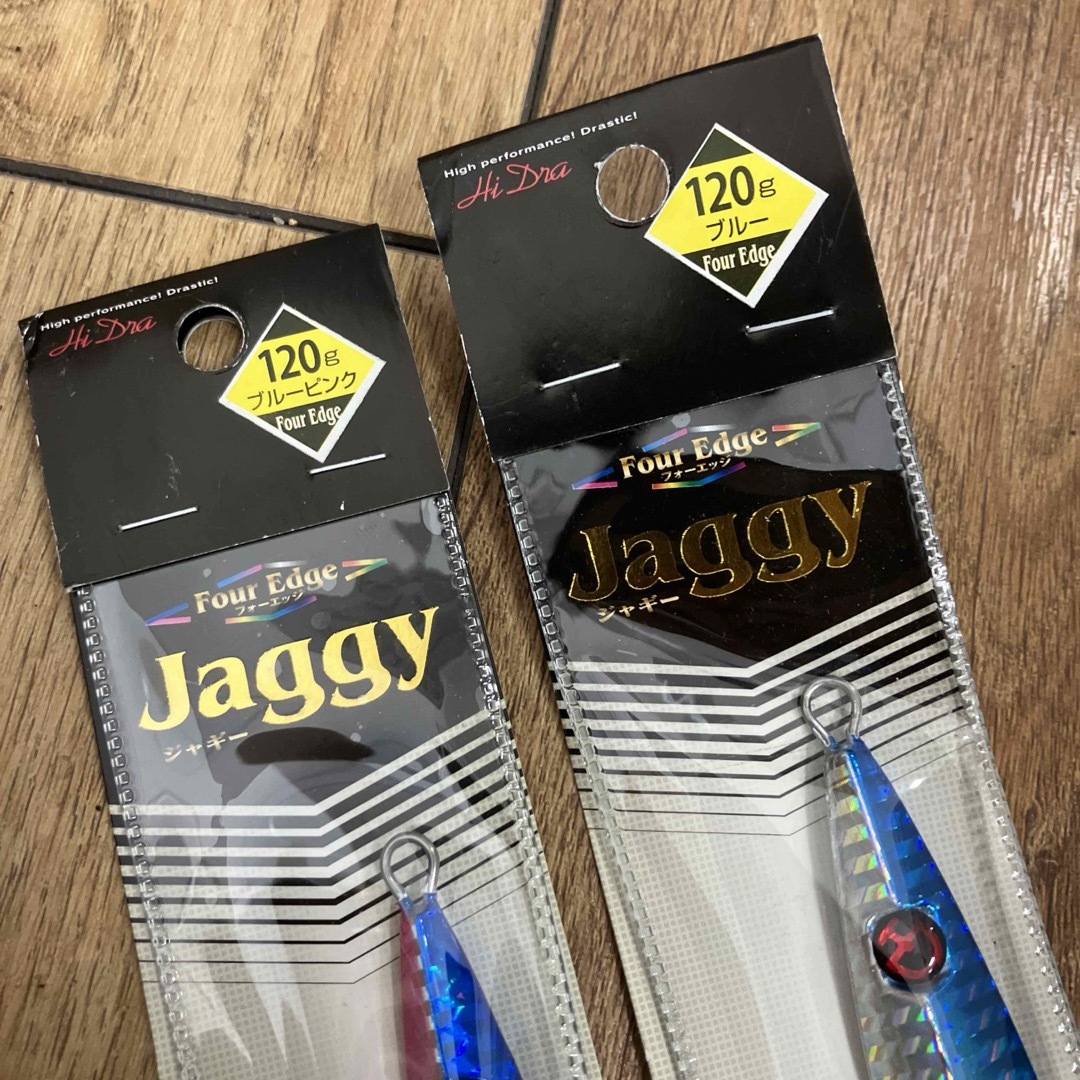 High performance! Drastic!
Hi Dra
120g
ブルーピンク
Four Edge
Four Edge
フォーエッジ
Jaggy
ジャギー
High performance! Drastic!
Hi Dra
120g
ブルー
Four Edge
Four Edge
フォーエッジ
Jaggy
ジャギー